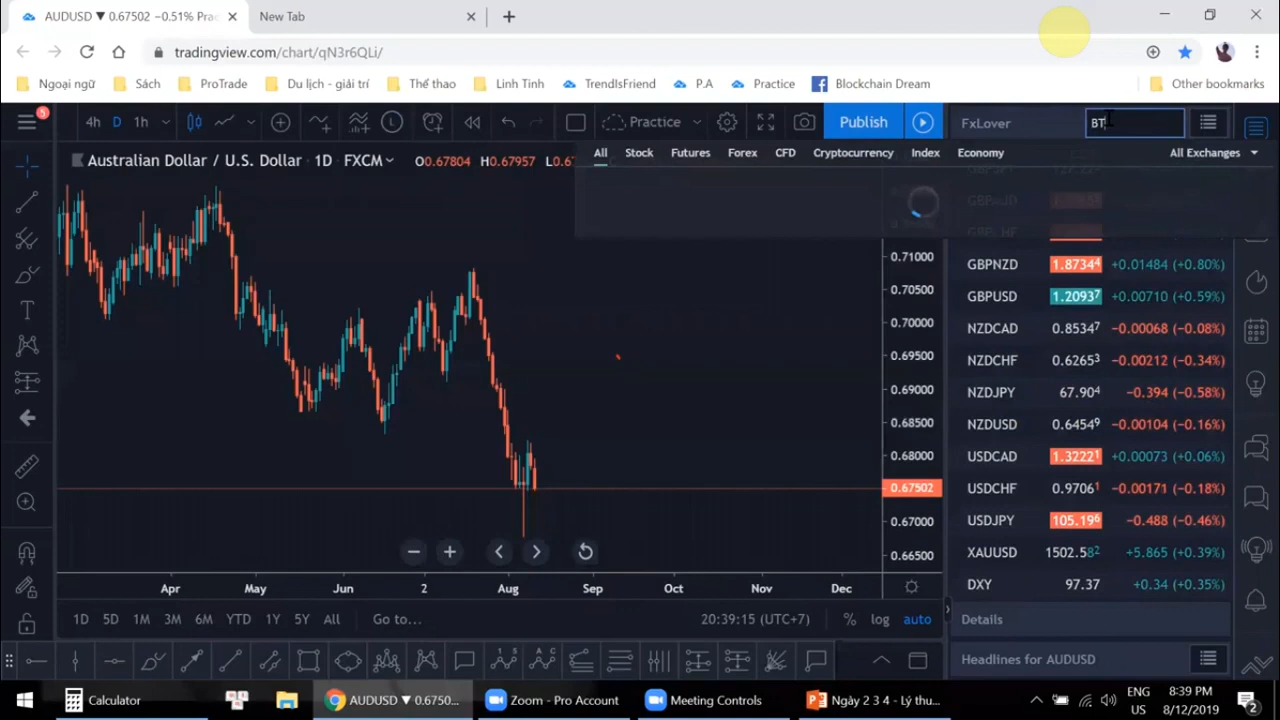 AUDUSD ▼ 0.67502 −0.51% Prac
New Tab
tradingview.com/chart/qN3r6QLi/
Ngoại ngữ
Sách
ProTrade
Du lịch - giải trí
Thể thao
Linh Tinh
TrendIsFriend
P.A
Practice
Blockchain Dream
Other bookmarks
5
4h
D
1h
Practice
Publish
FxLover
BT
Australian Dollar / U.S. Dollar
1D
FXCM
O0.67804
H0.67957
All
Stock
Futures
Forex
CFD
Cryptocurrency
Index
Economy
All Exchanges
GBPNZD 1.8734⁴ +0.01484 (+0.80%)
GBPUSD 1.2093⁷ +0.00710 (+0.59%)
NZDCAD 0.8534⁷ −0.00068 (−0.08%)
NZDCHF 0.6265³ −0.00212 (−0.34%)
NZDJPY 67.90⁴ −0.394 (−0.58%)
NZDUSD 0.6454⁹ −0.00104 (−0.16%)
USDCAD 1.3222¹ +0.00073 (+0.06%)
USDCHF 0.9706¹ −0.00171 (−0.18%)
USDJPY 105.19⁶ −0.488 (−0.46%)
XAUUSD 1502.58² +5.865 (+0.39%)
DXY 97.37 +0.34 (+0.35%)
0.71000
0.70500
0.70000
0.69500
0.69000
0.68500
0.68000
0.67502
0.67000
0.66500
Apr
May
Jun
2
Aug
Sep
Oct
Nov
Dec
1D
5D
1M
3M
6M
YTD
1Y
5Y
All
Go to...
20:39:15 (UTC+7)
%
log
auto
Details
Headlines for AUDUSD
Calculator
AUDUSD ▼ 0.6750...
Zoom - Pro Account
Meeting Controls
Ngày 2 3 4 - Lý thu...
ENG
US
8:39 PM
8/12/2019
2